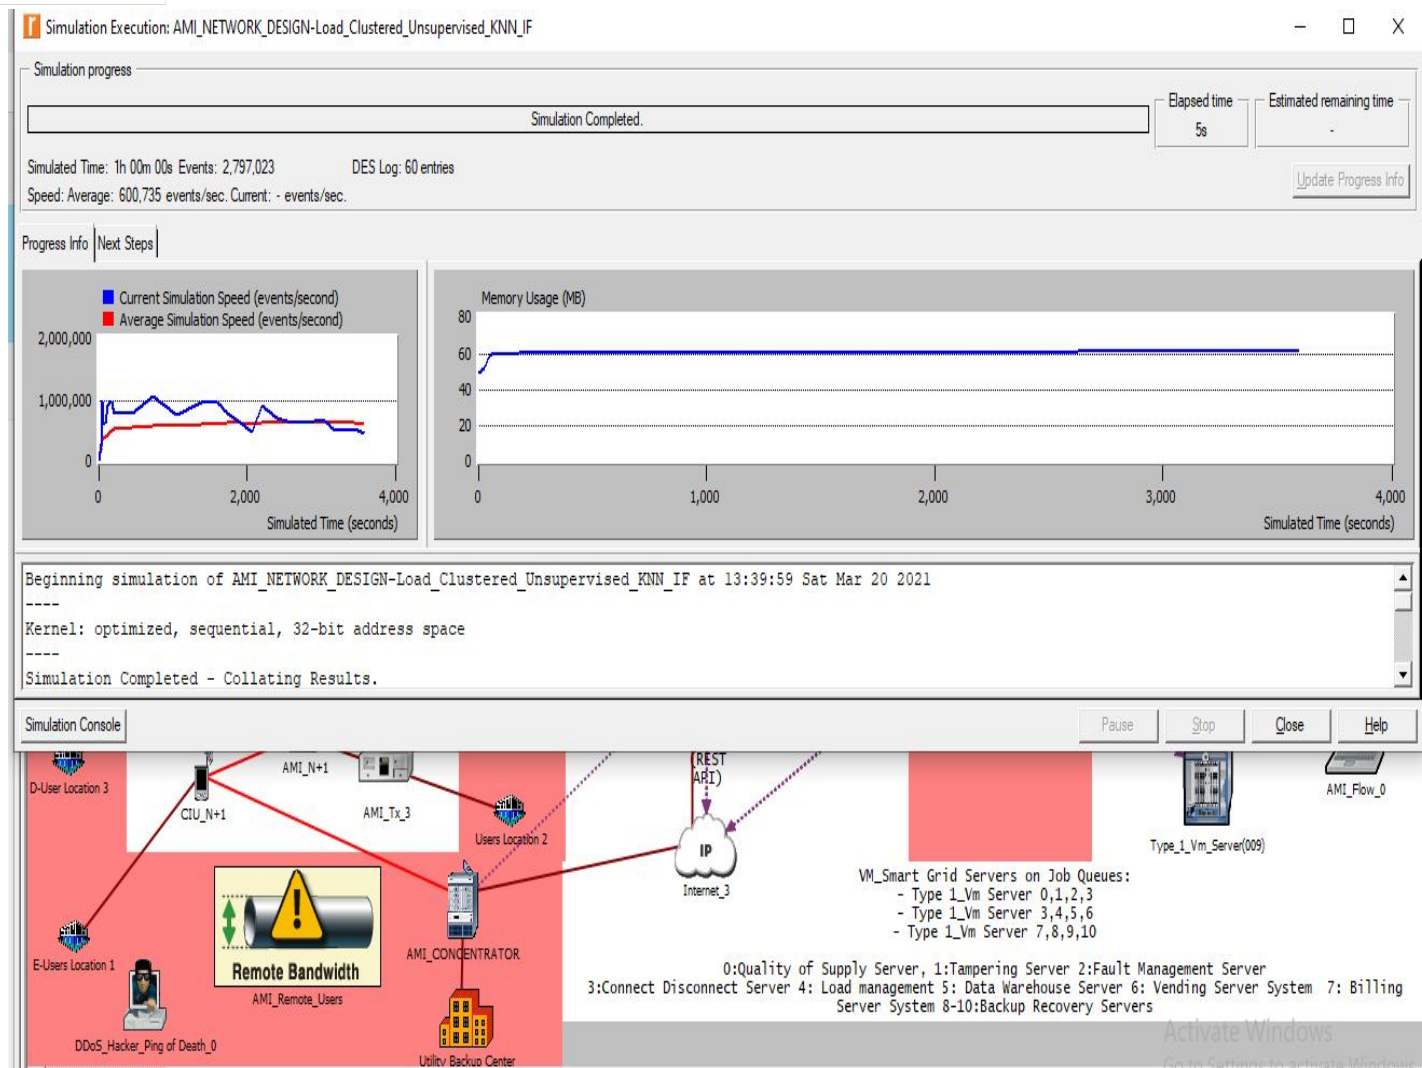 Simulation Execution: AMI_NETWORK_DESIGN-Load_Clustered_Unsupervised_KNN_IF
Simulation progress
Simulation Completed.
Elapsed time
5s
Estimated remaining time
-
Simulated Time: 1h 00m 00s Events: 2,797,023
DES Log: 60 entries
Speed: Average: 600,735 events/sec. Current: - events/sec.
Update Progress Info
Progress Info
Next Steps
Current Simulation Speed (events/second)
Average Simulation Speed (events/second)
2,000,000
1,000,000
0
0
2,000
4,000
Simulated Time (seconds)
Memory Usage (MB)
80
60
40
20
0
0
1,000
2,000
3,000
4,000
Simulated Time (seconds)
Beginning simulation of AMI_NETWORK_DESIGN-Load_Clustered_Unsupervised_KNN_IF at 13:39:59 Sat Mar 20 2021
----
Kernel: optimized, sequential, 32-bit address space
----
Simulation Completed - Collating Results.
Simulation Console
Pause
Stop
Close
Help
D-User Location 3
CIU_N+1
AMI_N+1
AMI_Tx_3
Users Location 2
(REST
API)
IP
Internet_3
Type_1_Vm_Server(009)
AMI_Flow_0
VM_Smart Grid Servers on Job Queues:
- Type 1_Vm Server 0,1,2,3
- Type 1_Vm Server 3,4,5,6
- Type 1_Vm Server 7,8,9,10
E-Users Location 1
Remote Bandwidth
AMI_Remote_Users
AMI_CONCENTRATOR
0:Quality of Supply Server, 1:Tampering Server 2:Fault Management Server
3:Connect Disconnect Server 4: Load management 5: Data Warehouse Server 6: Vending Server System 7: Billing
Server System 8-10:Backup Recovery Servers
DDoS_Hacker_Ping of Death_0
Utility Backup Center
Activate Windows
Go to Settings to activate Windows